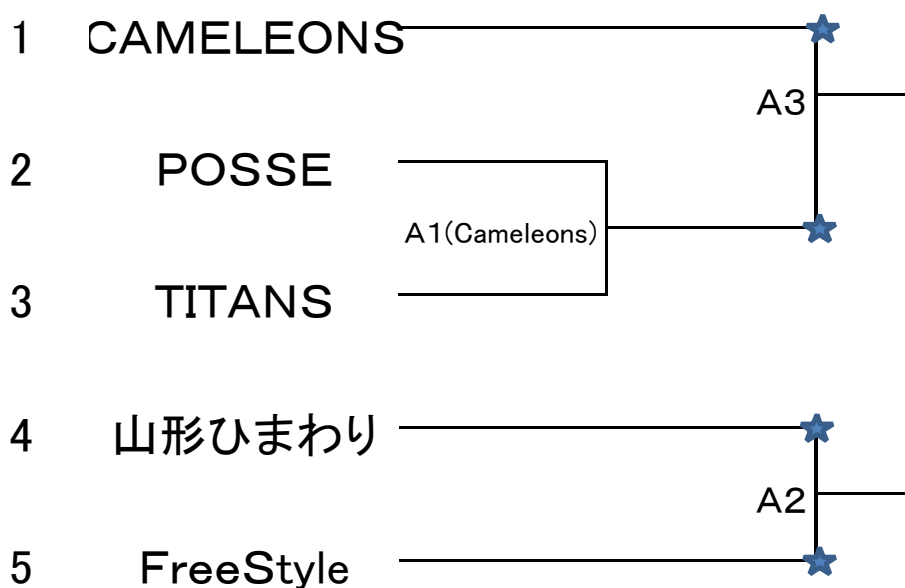 1 CAMELEONS
A3
2 POSSE
A1(Cameleons)
3 TITANS
4 山形ひまわり
A2
5 FreeStyle